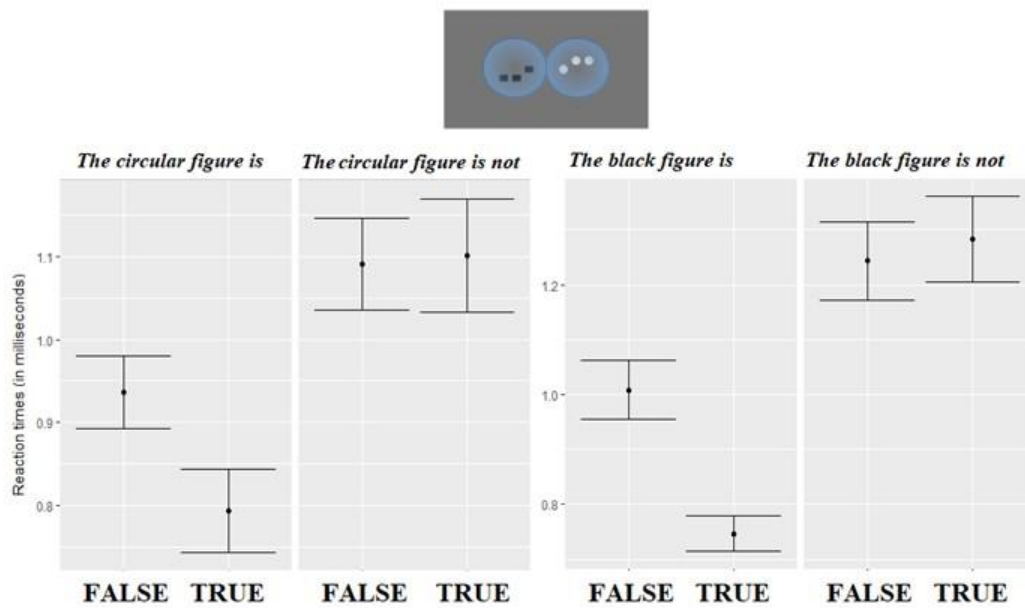 The circular figure is
The circular figure is not
The black figure is
The black figure is not
Reaction times (in milliseconds)
1.1
1.0
0.9
0.8
1.2
1.0
0.8
FALSE TRUE
FALSE TRUE
FALSE TRUE
FALSE TRUE